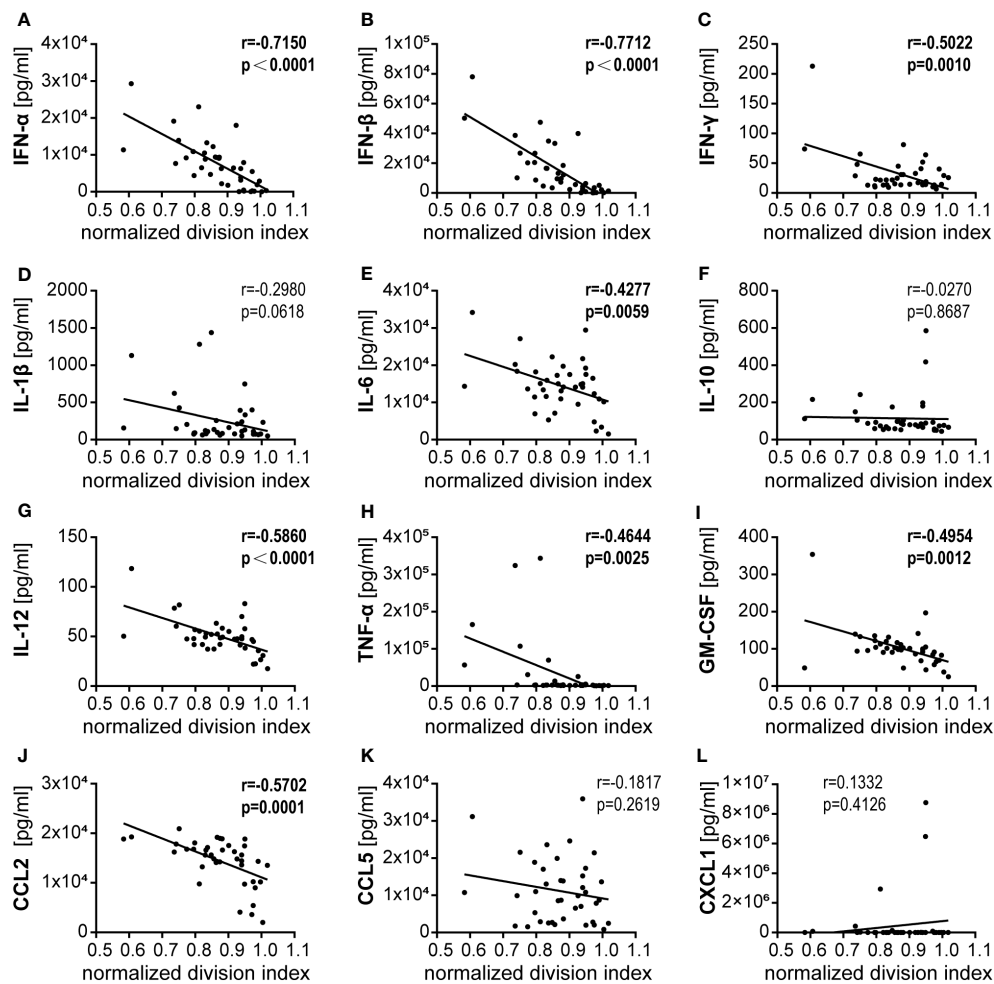 A
IFN-α [pg/ml]
r=-0.7150
p＜0.0001
4x10⁴
3x10⁴
2x10⁴
1x10⁴
0
0.5 0.6 0.7 0.8 0.9 1.0 1.1
normalized division index
B
IFN-β [pg/ml]
r=-0.7712
p＜0.0001
1x10⁵
8x10⁴
6x10⁴
4x10⁴
2x10⁴
0
0.5 0.6 0.7 0.8 0.9 1.0 1.1
normalized division index
C
IFN-γ [pg/ml]
r=-0.5022
p=0.0010
250
200
150
100
50
0
0.5 0.6 0.7 0.8 0.9 1.0 1.1
normalized division index
D
IL-1β [pg/ml]
r=-0.2980
p=0.0618
2000
1500
1000
500
0
0.5 0.6 0.7 0.8 0.9 1.0 1.1
normalized division index
E
IL-6 [pg/ml]
r=-0.4277
p=0.0059
4x10⁴
3x10⁴
2x10⁴
1x10⁴
0
0.5 0.6 0.7 0.8 0.9 1.0 1.1
normalized division index
F
IL-10 [pg/ml]
r=-0.0270
p=0.8687
800
600
400
200
0
0.5 0.6 0.7 0.8 0.9 1.0 1.1
normalized division index
G
IL-12 [pg/ml]
r=-0.5860
p＜0.0001
150
100
50
0
0.5 0.6 0.7 0.8 0.9 1.0 1.1
normalized division index
H
TNF-α [pg/ml]
r=-0.4644
p=0.0025
4x10⁵
3x10⁵
2x10⁵
1x10⁵
0
0.5 0.6 0.7 0.8 0.9 1.0 1.1
normalized division index
I
GM-CSF [pg/ml]
r=-0.4954
p=0.0012
400
300
200
100
0
0.5 0.6 0.7 0.8 0.9 1.0 1.1
normalized division index
J
CCL2 [pg/ml]
r=-0.5702
p=0.0001
3x10⁴
2x10⁴
1x10⁴
0
0.5 0.6 0.7 0.8 0.9 1.0 1.1
normalized division index
K
CCL5 [pg/ml]
r=-0.1817
p=0.2619
4x10⁴
3x10⁴
2x10⁴
1x10⁴
0
0.5 0.6 0.7 0.8 0.9 1.0 1.1
normalized division index
L
CXCL1 [pg/ml]
r=0.1332
p=0.4126
1×10⁷
8×10⁶
6×10⁶
4×10⁶
2×10⁶
0
0.5 0.6 0.7 0.8 0.9 1.0 1.1
normalized division index